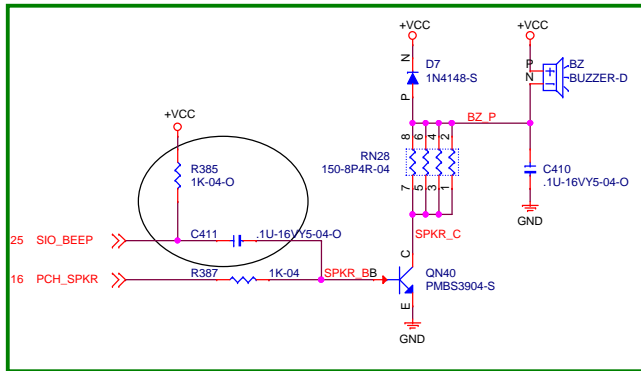 +VCC
+VCC
N
D7
1N4148-S
P
P
N
BZ
BUZZER-D
+VCC
BZ_P
8
6
4
2
RN28
150-8P4R-04
7
5
3
1
C410
.1U-16VY5-04-O
GND
R385
1K-04-O
SPKR_C
25 SIO_BEEP
C411
.1U-16VY5-04-O
C
16 PCH_SPKR
R387
1K-04
SPKR_B
B
QN40
PMBS3904-S
E
GND